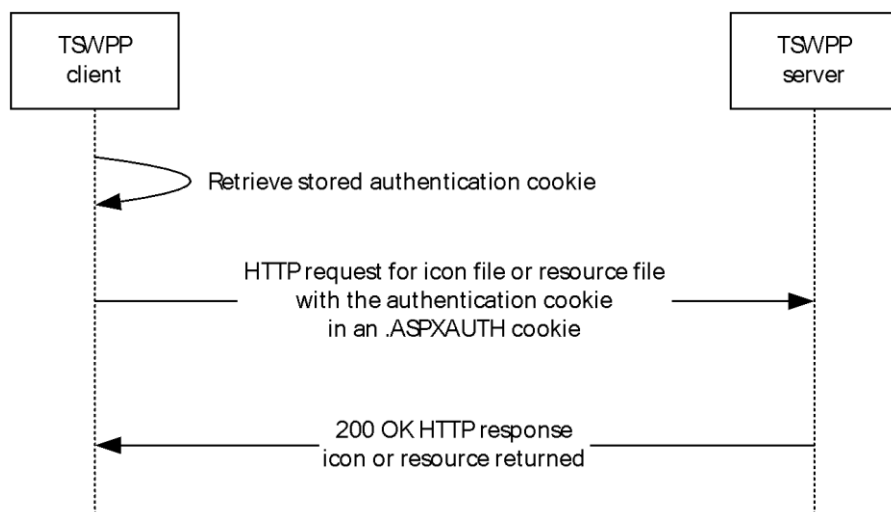 TSWPP
client
TSWPP
server
Retrieve stored authentication cookie
HTTP request for icon file or resource file
with the authentication cookie
in an .ASPXAUTH cookie
200 OK HTTP response
icon or resource returned